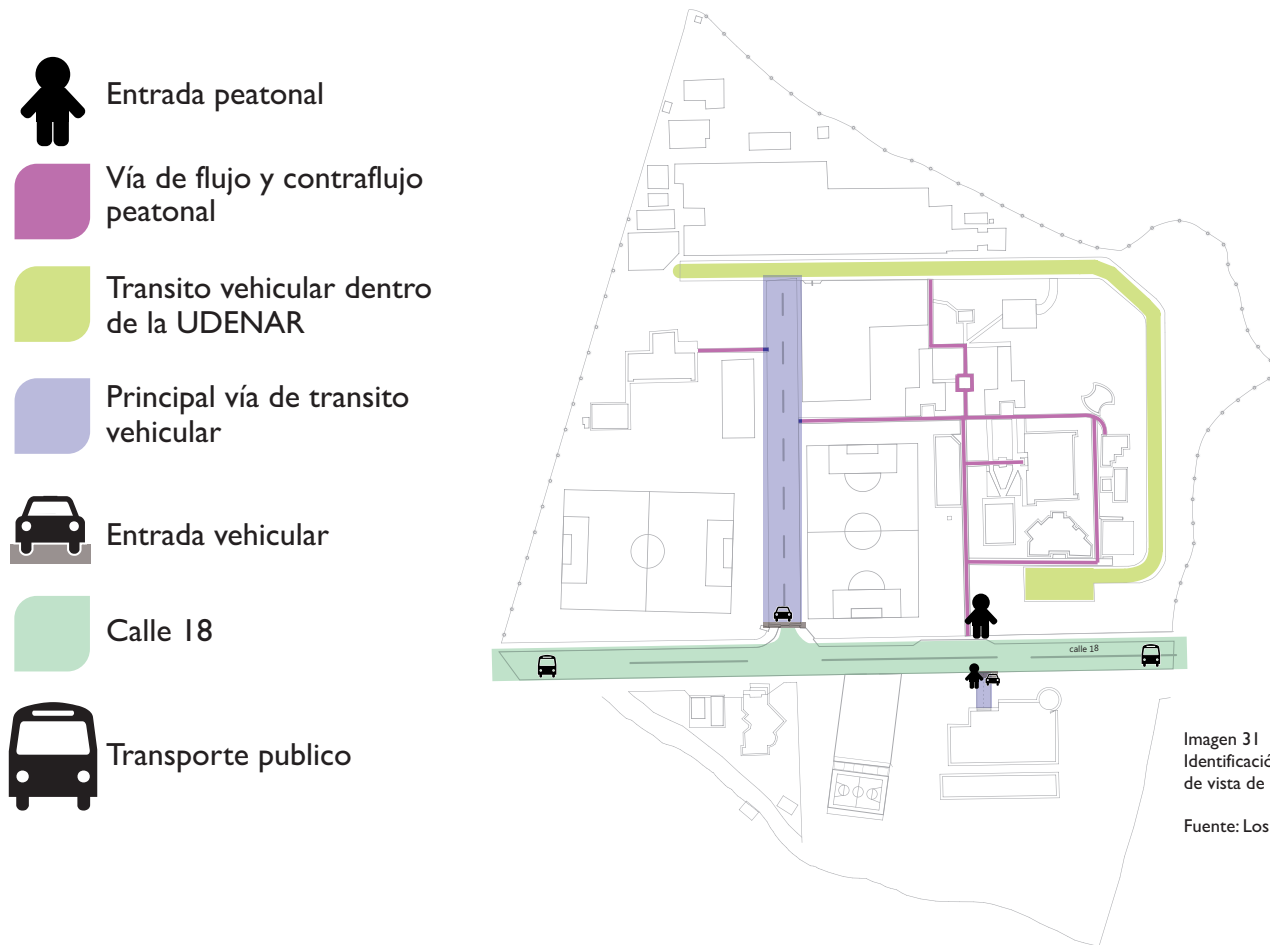 Entrada peatonal
Vía de flujo y contraflujo
peatonal
Transito vehicular dentro
de la UDENAR
Principal vía de transito
vehicular
Entrada vehicular
Calle 18
Transporte publico
calle 18
Imagen 31
Identificació
de vista de
Fuente: Los